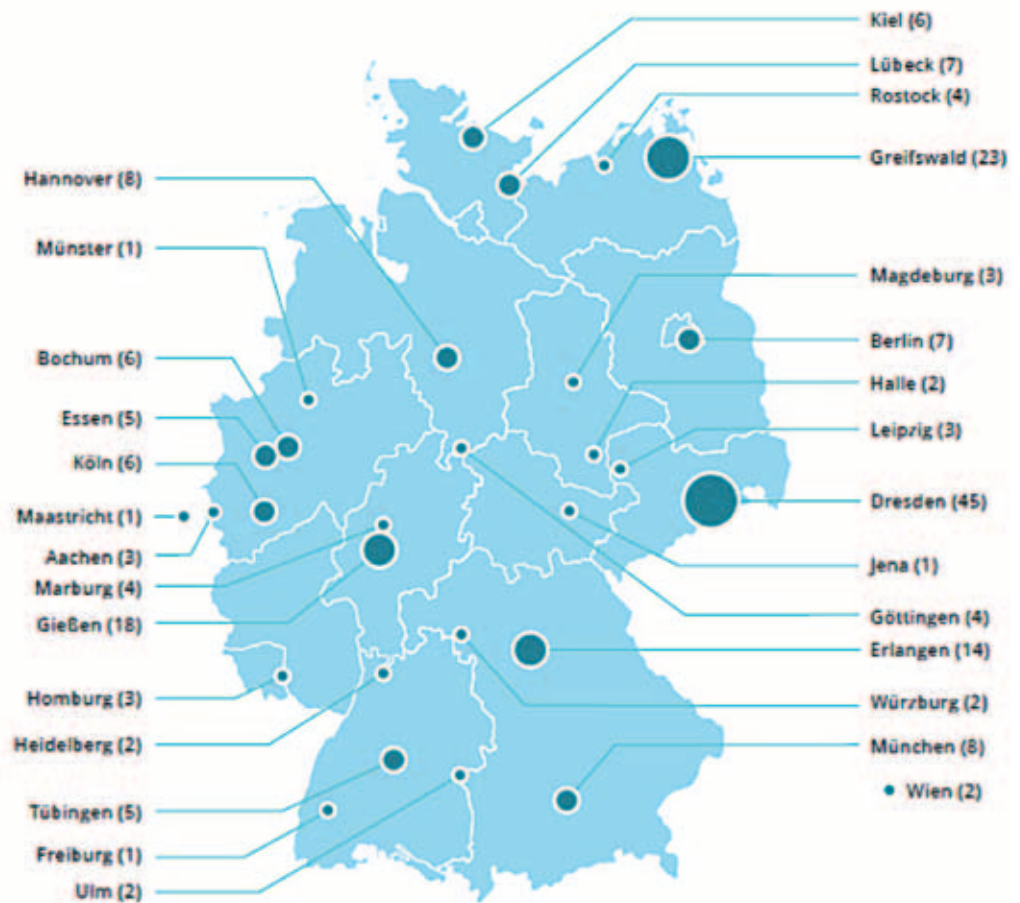 Kiel (6)
Lübeck (7)
Rostock (4)
Greifswald (23)
Hannover (8)
Münster (1)
Magdeburg (3)
Berlin (7)
Bochum (6)
Halle (2)
Essen (5)
Leipzig (3)
Köln (6)
Dresden (45)
Maastricht (1)
Aachen (3)
Jena (1)
Marburg (4)
Göttingen (4)
Gießen (18)
Erlangen (14)
Homburg (3)
Würzburg (2)
Heidelberg (2)
München (8)
Wien (2)
Tübingen (5)
Freiburg (1)
Ulm (2)